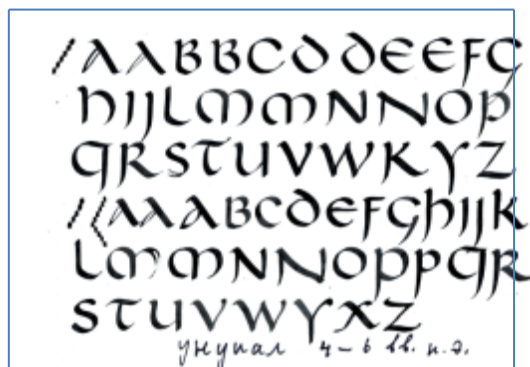 AABBCDDEEFG
hIJLMMNNOP
qRSTUVWKYZ
AAABCDEFGhIJK
LMMNNOPPqR
STUVWYXZ
унциал 4 – 6 вв. н.э.